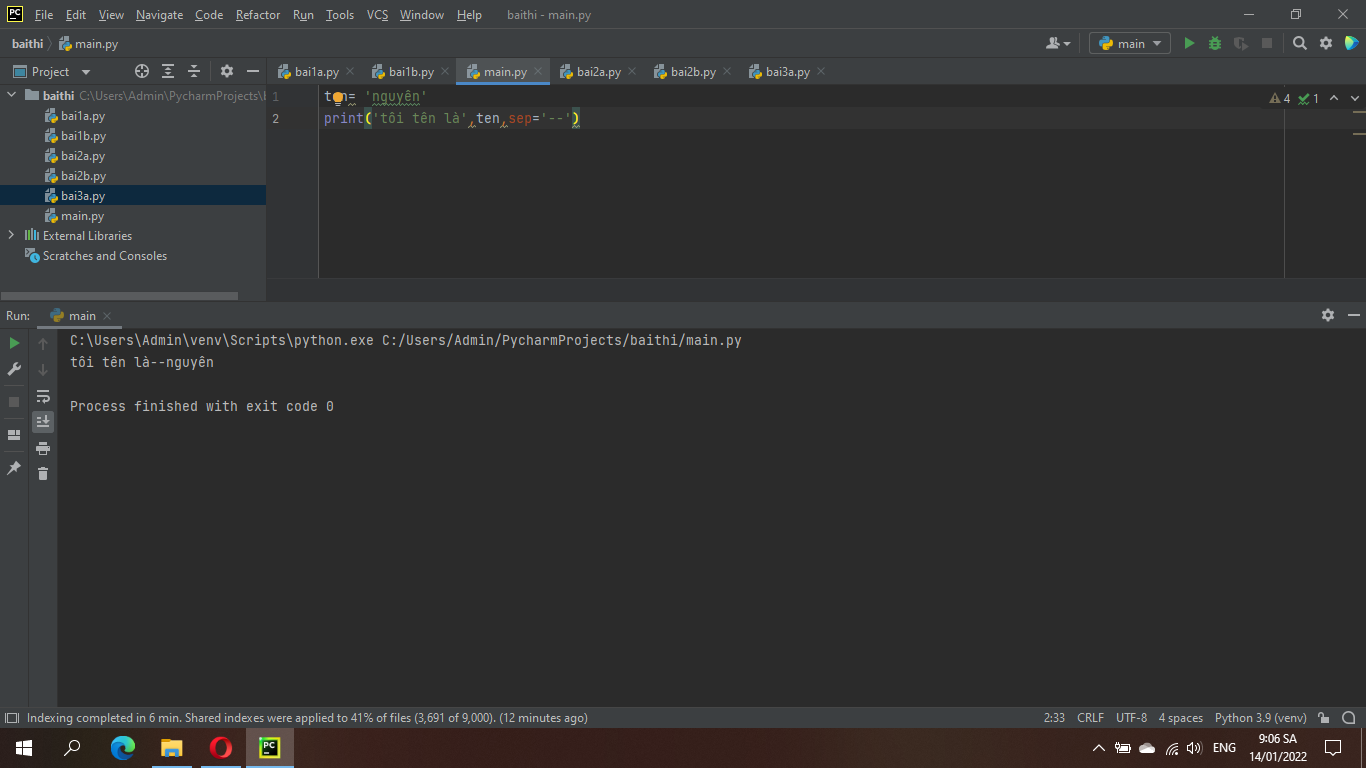 PC File Edit View Navigate Code Refactor Run Tools VCS Window Help baithi - main.py
baithi main.py main
Project bai1a.py bai1b.py main.py bai2a.py bai2b.py bai3a.py
baithi C:\Users\Admin\PycharmProjects\
bai1a.py
bai1b.py
bai2a.py
bai2b.py
bai3a.py
main.py
External Libraries
Scratches and Consoles
1 = 'nguyên' 4 1
2 print('tôi tên là',ten,sep='--')
Run: main
C:\Users\Admin\venv\Scripts\python.exe C:/Users/Admin/PycharmProjects/baithi/main.py
tôi tên là--nguyên
Process finished with exit code 0
Indexing completed in 6 min. Shared indexes were applied to 41% of files (3,691 of 9,000). (12 minutes ago) 2:33 CRLF UTF-8 4 spaces Python 3.9 (venv)
PC ENG 9:06 SA
14/01/2022